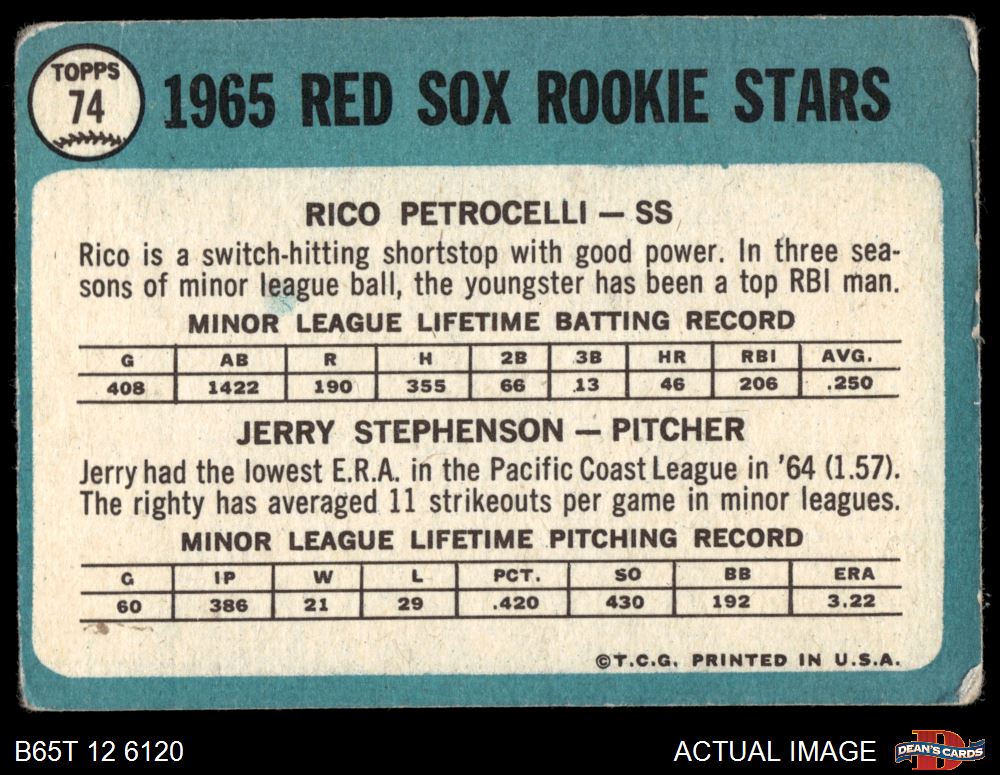 TOPPS
74
1965 RED SOX ROOKIE STARS
RICO PETROCELLI — SS
Rico is a switch-hitting shortstop with good power. In three sea-
sons of minor league ball, the youngster has been a top RBI man.
MINOR LEAGUE LIFETIME BATTING RECORD
G AB R H 2B 3B HR RBI AVG.
408 1422 190 355 66 13 46 206 .250
JERRY STEPHENSON — PITCHER
Jerry had the lowest E.R.A. in the Pacific Coast League in '64 (1.57).
The righty has averaged 11 strikeouts per game in minor leagues.
MINOR LEAGUE LIFETIME PITCHING RECORD
G IP W L PCT. SO BB ERA
60 386 21 29 .420 430 192 3.22
©T.C.G. PRINTED IN U.S.A.
B65T 12 6120
ACTUAL IMAGE
D
DEAN'S CARDS